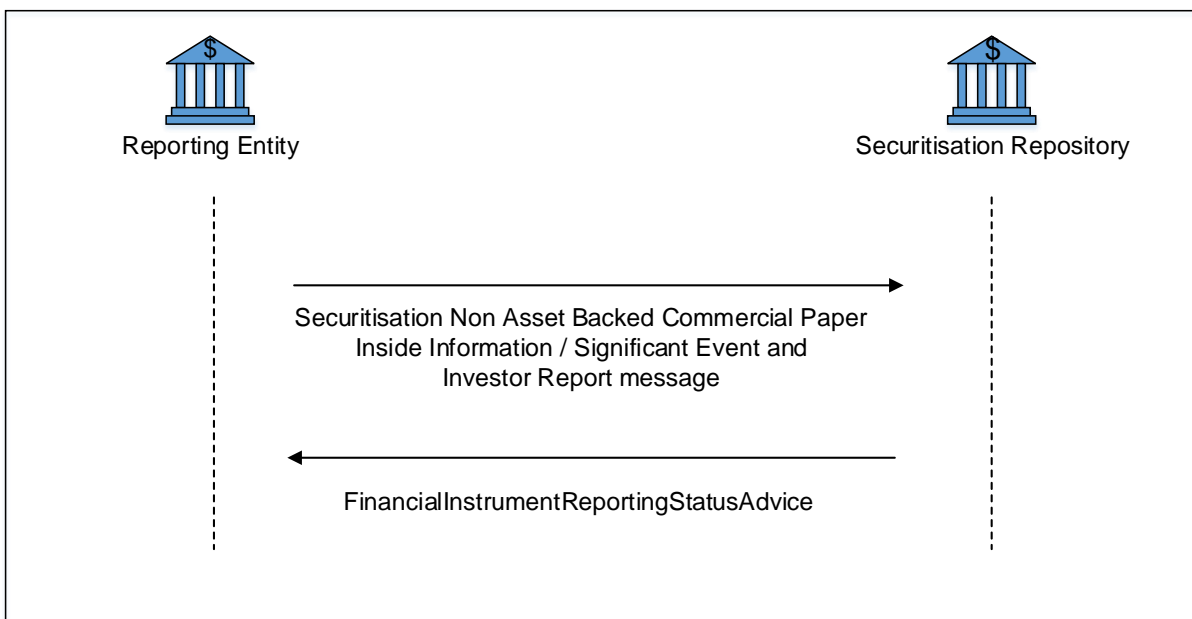 $
$
Reporting Entity
Securitisation Repository
Securitisation Non Asset Backed Commercial Paper
Inside Information / Significant Event and
Investor Report message
FinancialInstrumentReportingStatusAdvice